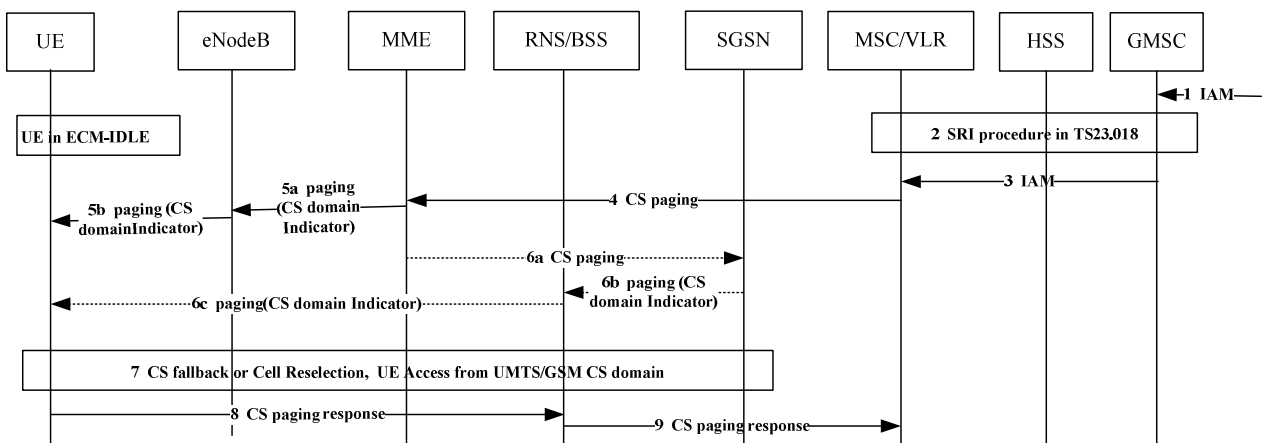 UE
eNodeB
MME
RNS/BSS
SGSN
MSC/VLR
HSS
GMSC
1 IAM
UE in ECM-IDLE
2 SRI procedure in TS23.018
3 IAM
4 CS paging
5a paging
(CS domain
Indicator)
5b paging (CS
domainIndicator)
6a CS paging
6b paging (CS
domain Indicator)
6c paging(CS domain Indicator)
7 CS fallback or Cell Reselection, UE Access from UMTS/GSM CS domain
8 CS paging response
9 CS paging response